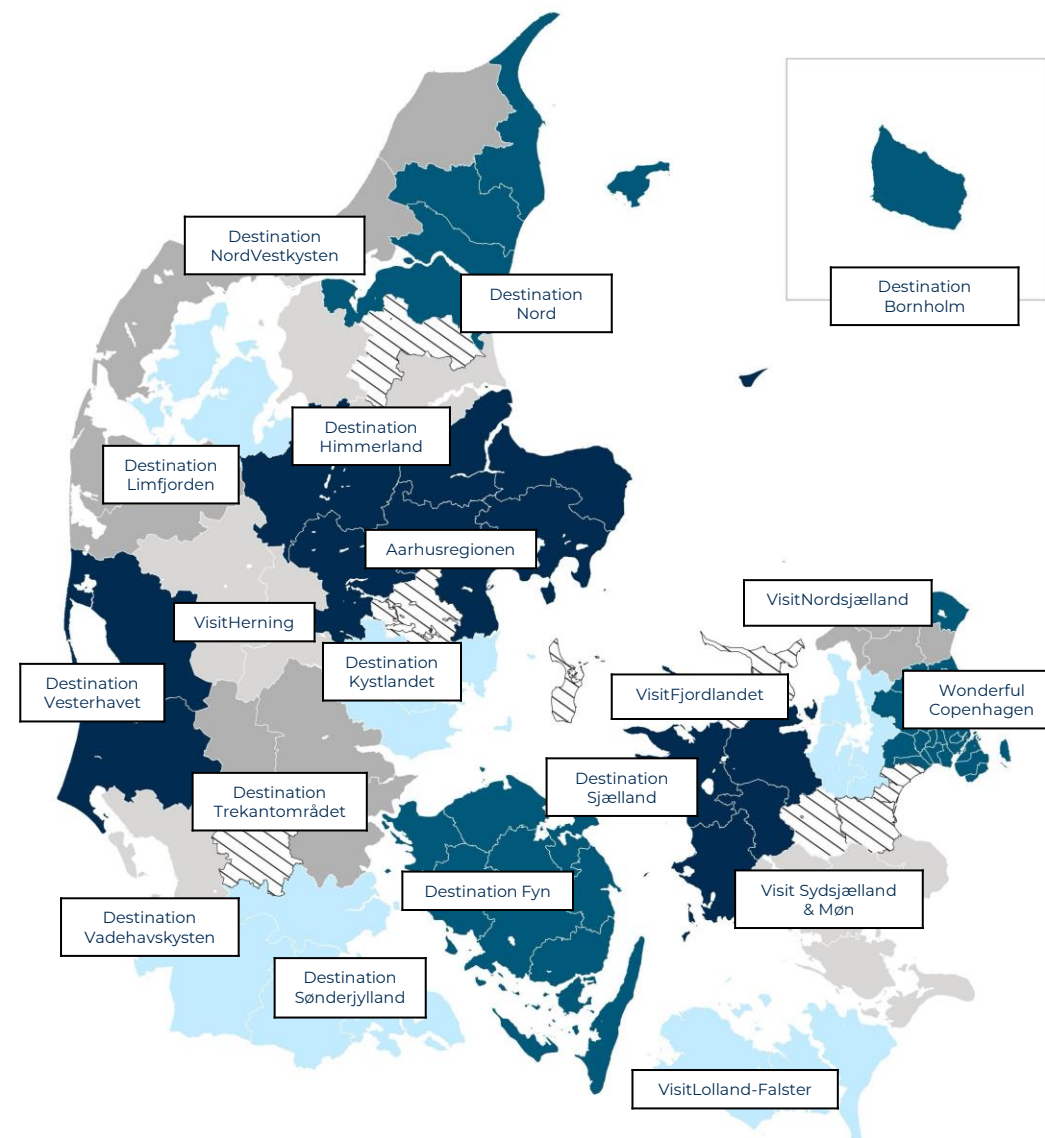 Destination
NordVestkysten
Destination
Nord
Destination
Bornholm
Destination
Himmerland
Destination
Limfjorden
Aarhusregionen
VisitNordsjælland
VisitHerning
Destination
Kystlandet
Destination
Vesterhavet
VisitFjordlandet
Wonderful
Copenhagen
Destination
Sjælland
Destination
Trekantområdet
Destination Fyn
Visit Sydsjælland
& Møn
Destination
Vadehavskysten
Destination
Sønderjylland
VisitLolland-Falster